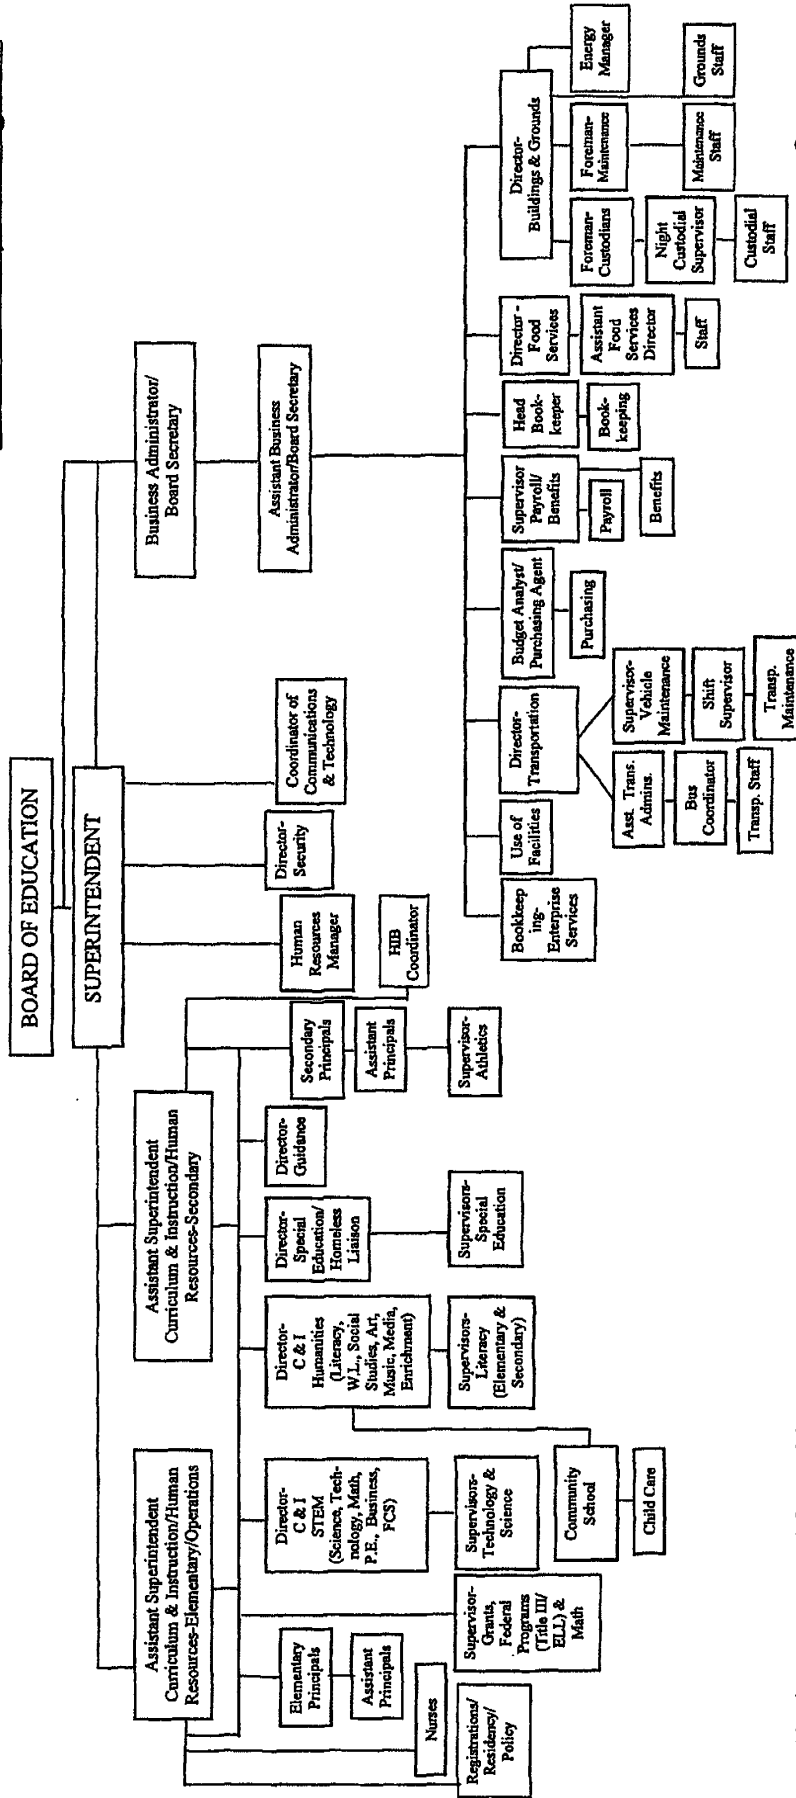 BOARD OF EDUCATION
SUPERINTENDENT
Assistant Superintendent
Curriculum & Instruction/Human
Resources-Elementary/Operations
Assistant Superintendent
Curriculum & Instruction/Human
Resources-Secondary
Business Administrator/
Board Secretary
Assistant Business
Administrator/Board Secretary
Human
Resources
Manager
Director-
Security
Coordinator of
Communications
& Technology
HIB
Coordinator
Registrations/
Residency/
Policy
Nurses
Elementary
Principals
Assistant
Principals
Supervisor-
Grants,
Federal
Programs
(Title III/
ELL) &
Math
Director-
C & I
STEM
(Science, Tech-
nology, Math,
P.E., Business,
FCS)
Supervisors-
Technology &
Science
Director-
C & I
Humanities
(Literacy,
W.L., Social
Studies, Art,
Music, Media,
Enrichment)
Supervisors-
Literacy
(Elementary &
Secondary)
Community
School
Child Care
Director-
Special
Education/
Homeless
Liaison
Supervisors-
Special
Education
Director-
Guidance
Secondary
Principals
Assistant
Principals
Supervisor-
Athletics
Bookkeep
ing-
Enterprise
Services
Use of
Facilities
Director-
Transportation
Asst. Trans.
Admins.
Bus
Coordinator
Transp. Staff
Supervisor-
Vehicle
Maintenance
Shift
Supervisor
Transp.
Maintenance
Budget Analyst/
Purchasing Agent
Purchasing
Supervisor
Payroll/
Benefits
Payroll
Benefits
Head
Book-
keeper
Book-
keeping
Director -
Food
Services
Assistant
Food
Services
Director
Staff
Director-
Buildings & Grounds
Foreman-
Custodians
Night
Custodial
Supervisor
Custodial
Staff
Foreman-
Maintenance
Maintenance
Staff
Energy
Manager
Grounds
Staff